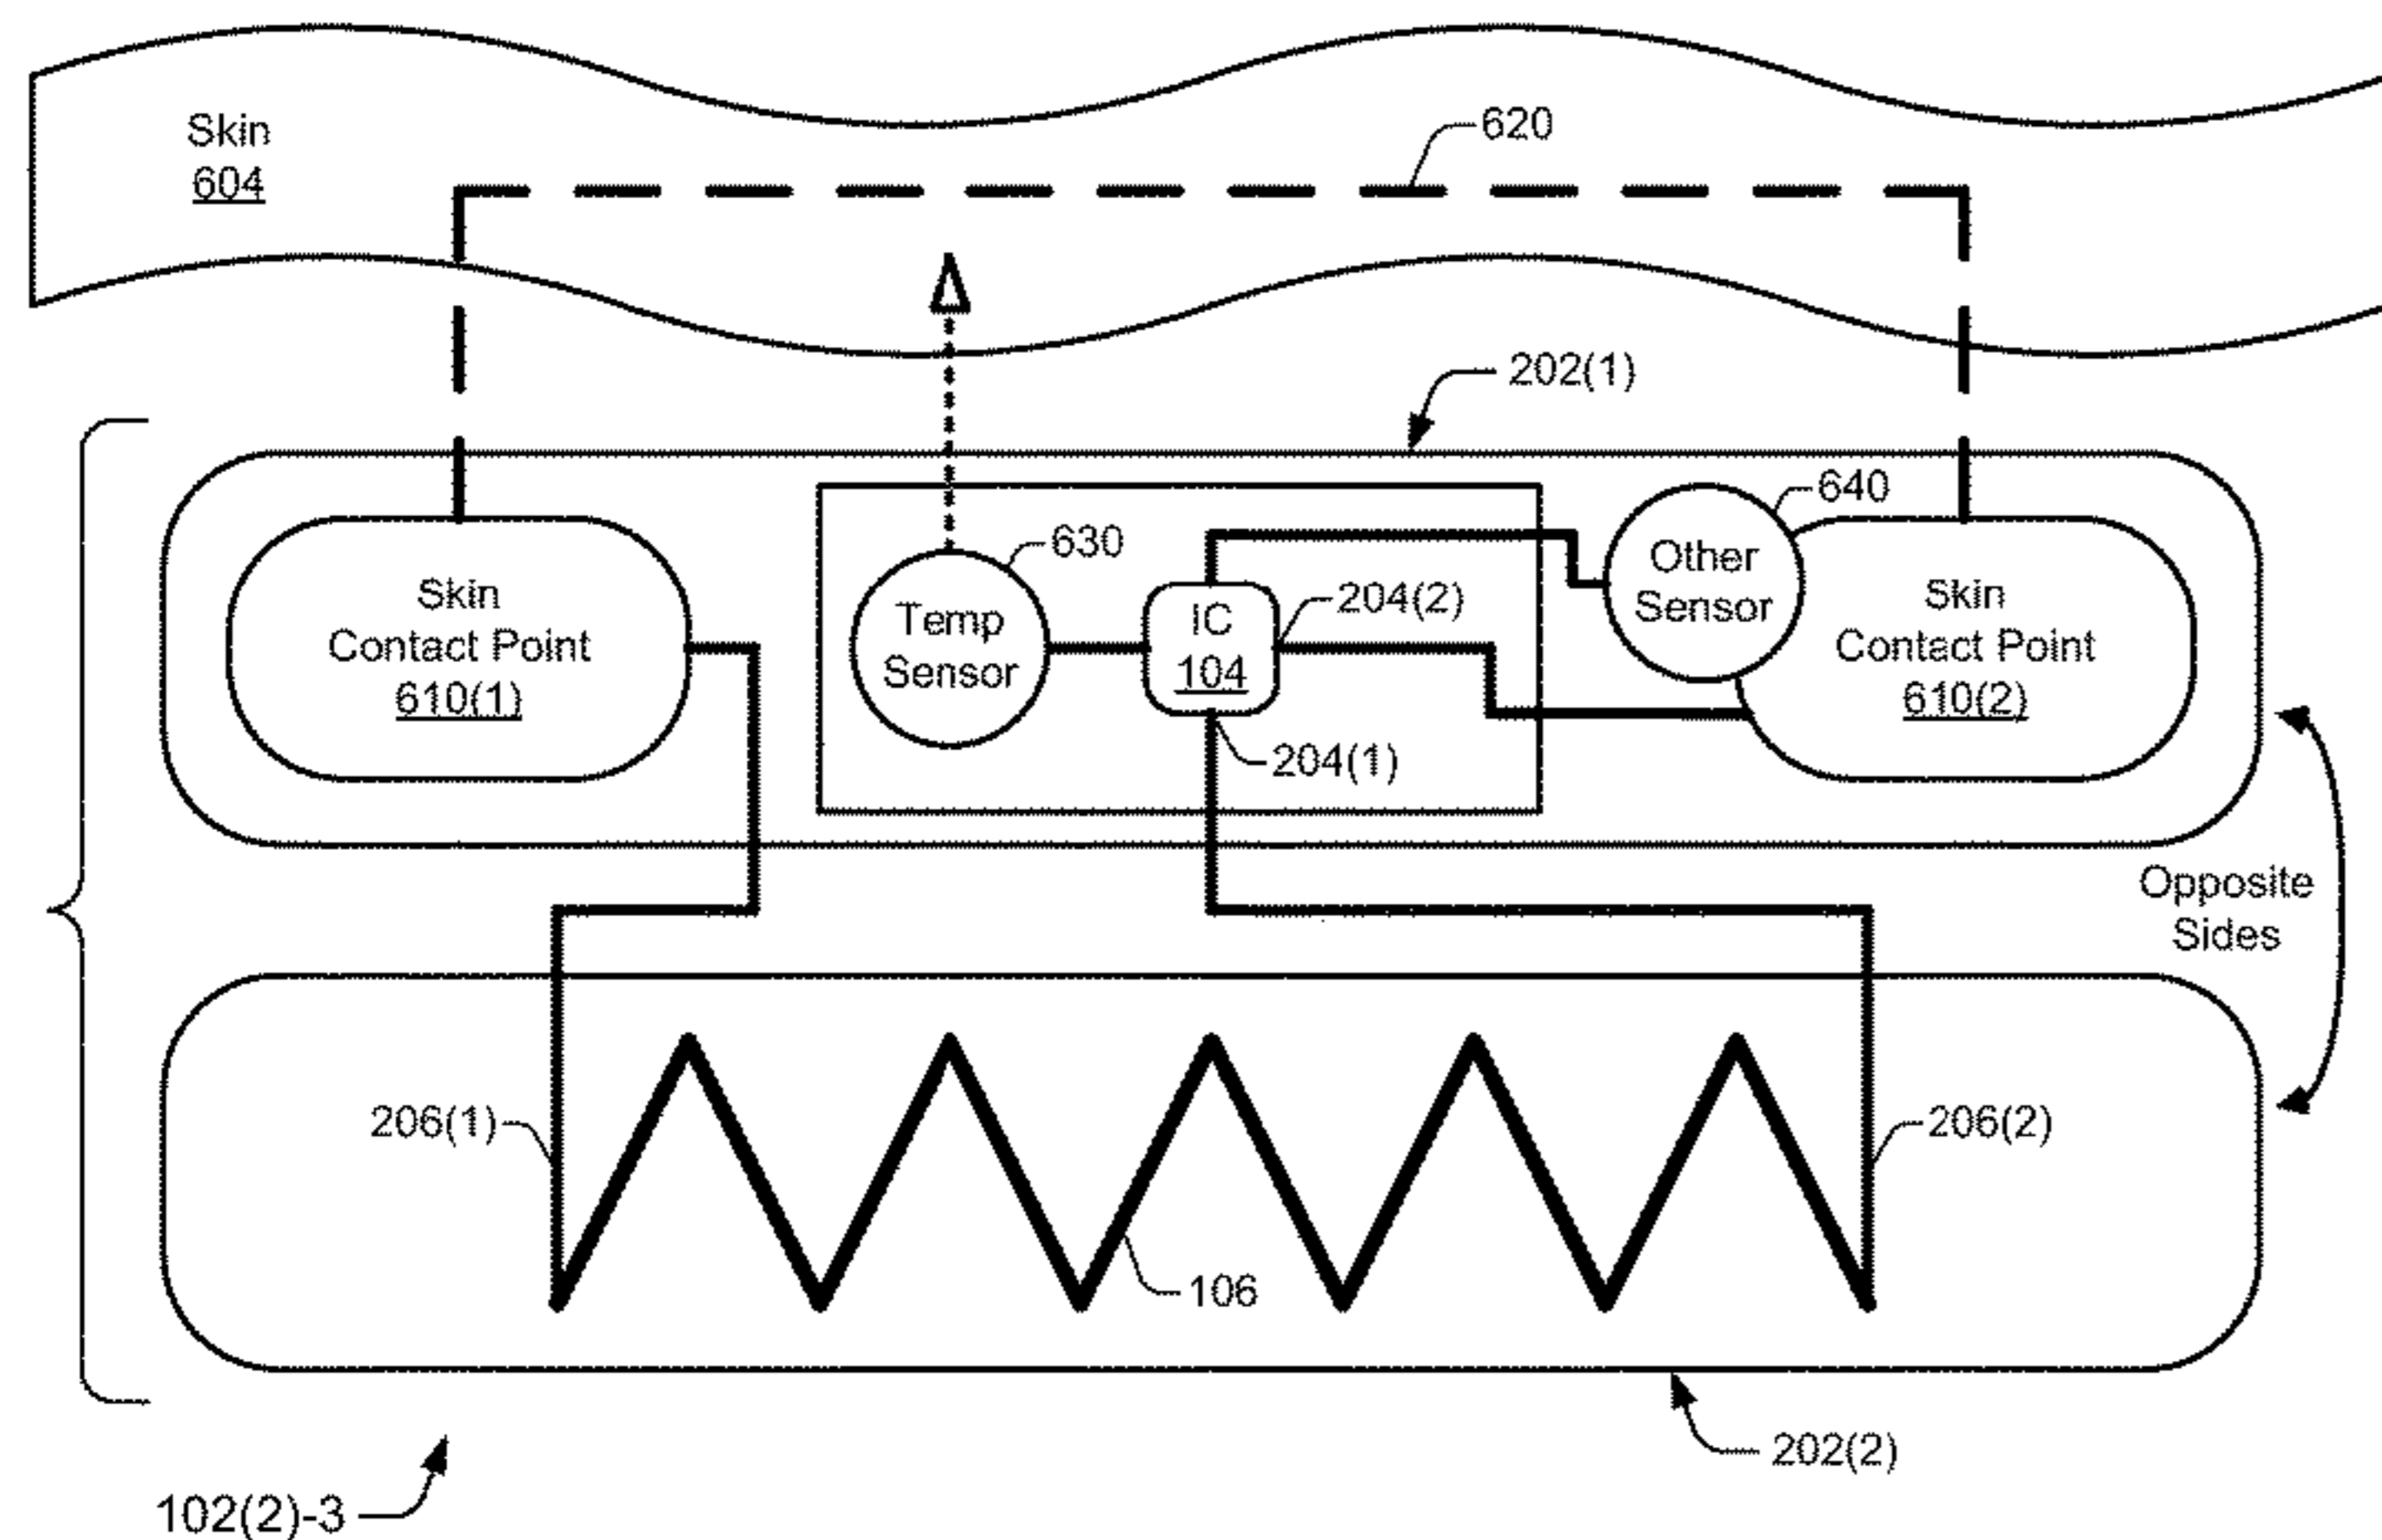 620
Skin
604
202(1)
640
630
Other
Sensor
Skin
Contact Point
610(1)
Temp
Sensor
IC
104
204(2)
Skin
Contact Point
610(2)
204(1)
Opposite
Sides
206(1)
206(2)
106
202(2)
102(2)-3